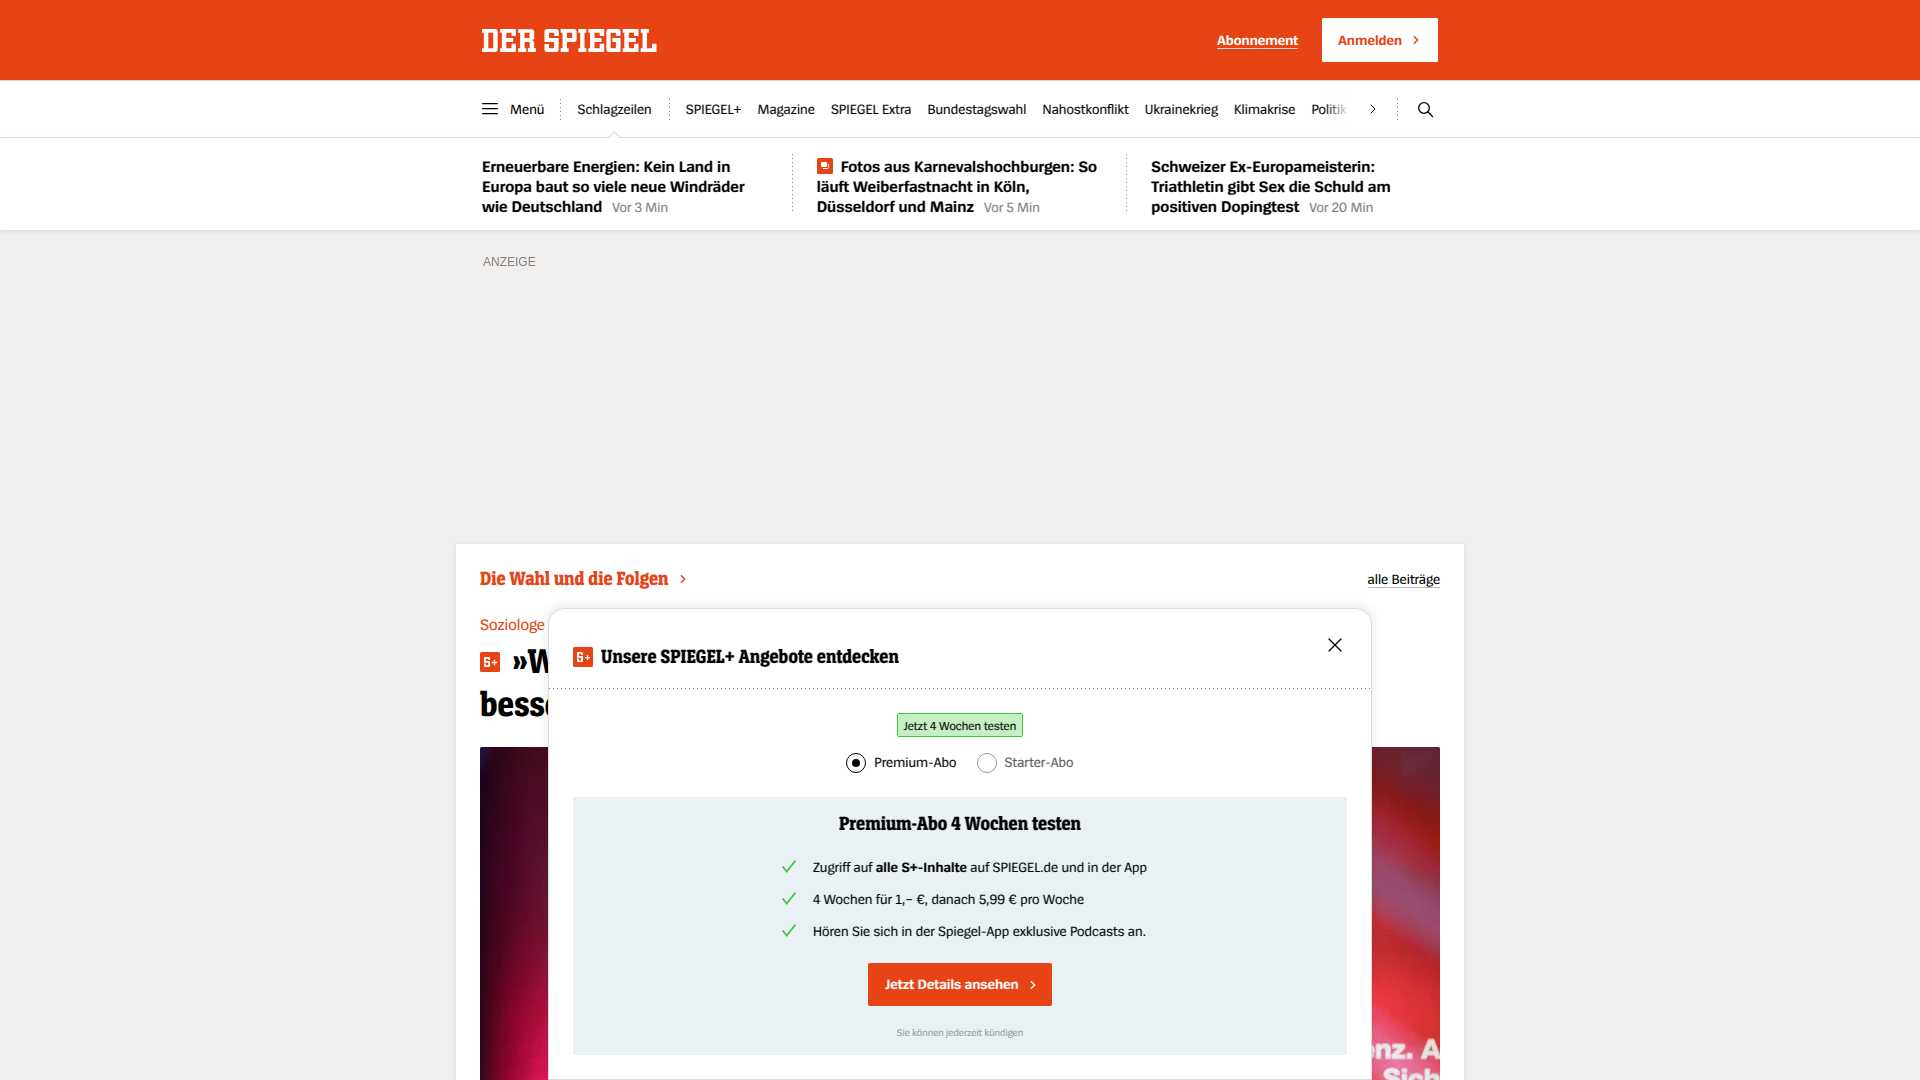 DER SPIEGEL
Abonnement
Anmelden
Menü
Schlagzeilen
SPIEGEL+
Magazine
SPIEGEL Extra
Bundestagswahl
Nahostkonflikt
Ukrainekrieg
Klimakrise
Politik
Erneuerbare Energien: Kein Land in
Europa baut so viele neue Windräder
wie Deutschland Vor 3 Min
Fotos aus Karnevalshochburgen: So
läuft Weiberfastnacht in Köln,
Düsseldorf und Mainz Vor 5 Min
Schweizer Ex-Europameisterin:
Triathletin gibt Sex die Schuld am
positiven Dopingtest Vor 20 Min
ANZEIGE
Die Wahl und die Folgen
alle Beiträge
Soziologe
S+ »W
bess
S+ Unsere SPIEGEL+ Angebote entdecken
Jetzt 4 Wochen testen
Premium-Abo
Starter-Abo
Premium-Abo 4 Wochen testen
Zugriff auf alle S+-Inhalte auf SPIEGEL.de und in der App
4 Wochen für 1,– €, danach 5,99 € pro Woche
Hören Sie sich in der Spiegel-App exklusive Podcasts an.
Jetzt Details ansehen
Sie können jederzeit kündigen
nz. A
Sich